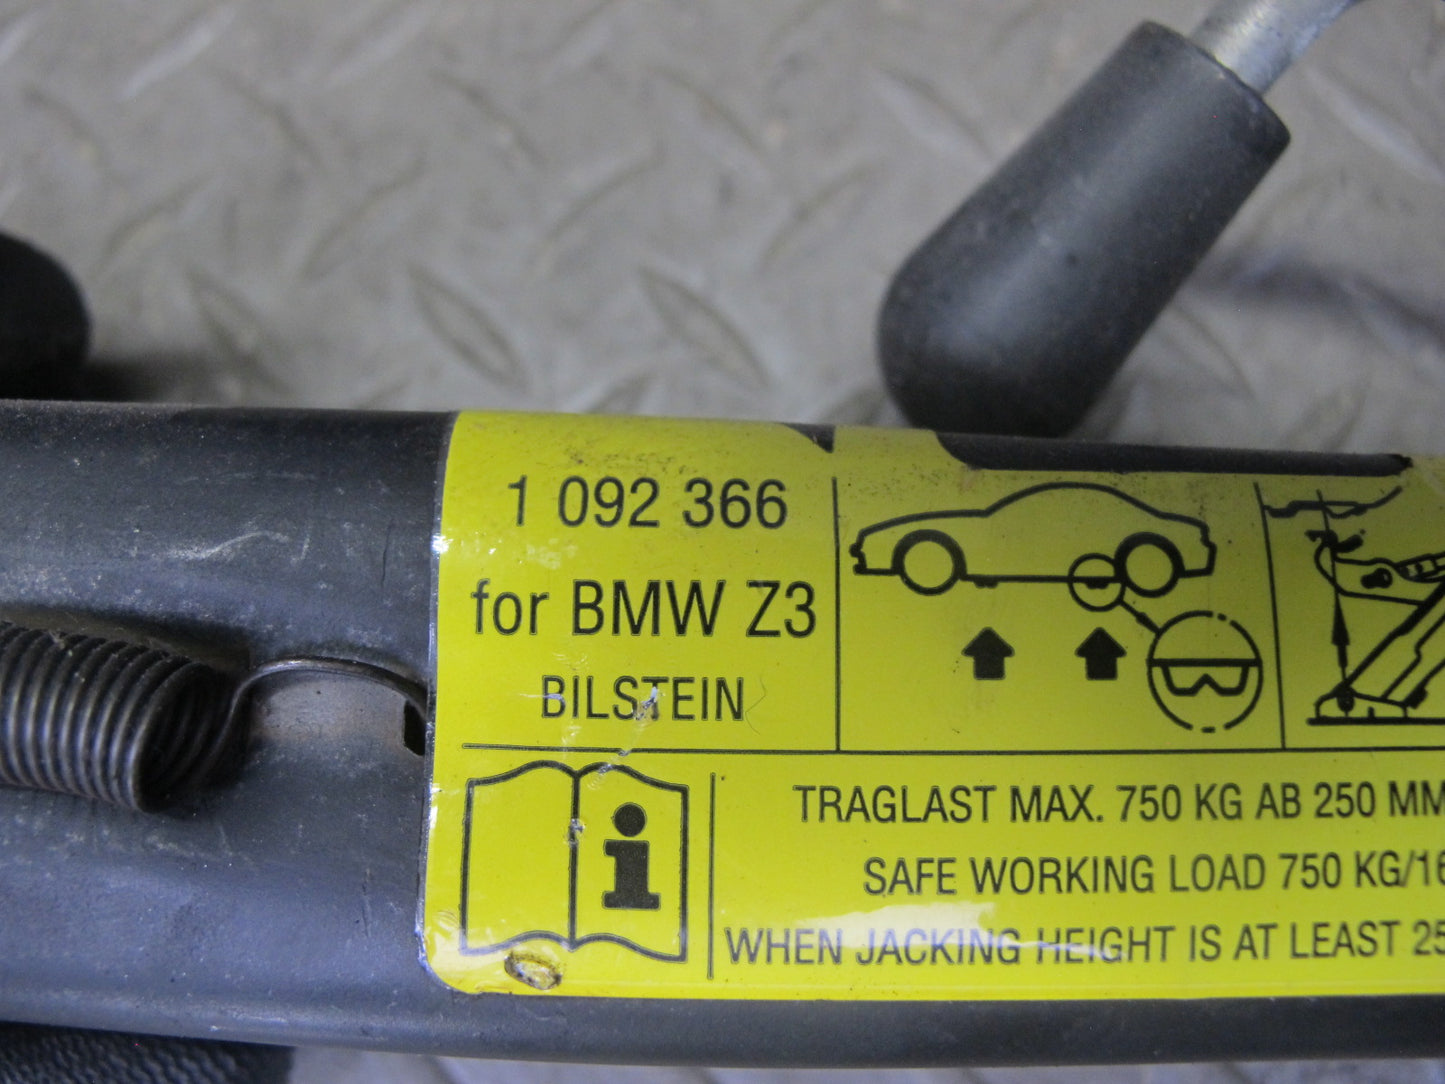 1 092 366
for BMW Z3
BILSTEIN
i
TRAGLAST MAX. 750 KG AB 250 MM
SAFE WORKING LOAD 750 KG/16
WHEN JACKING HEIGHT IS AT LEAST 25